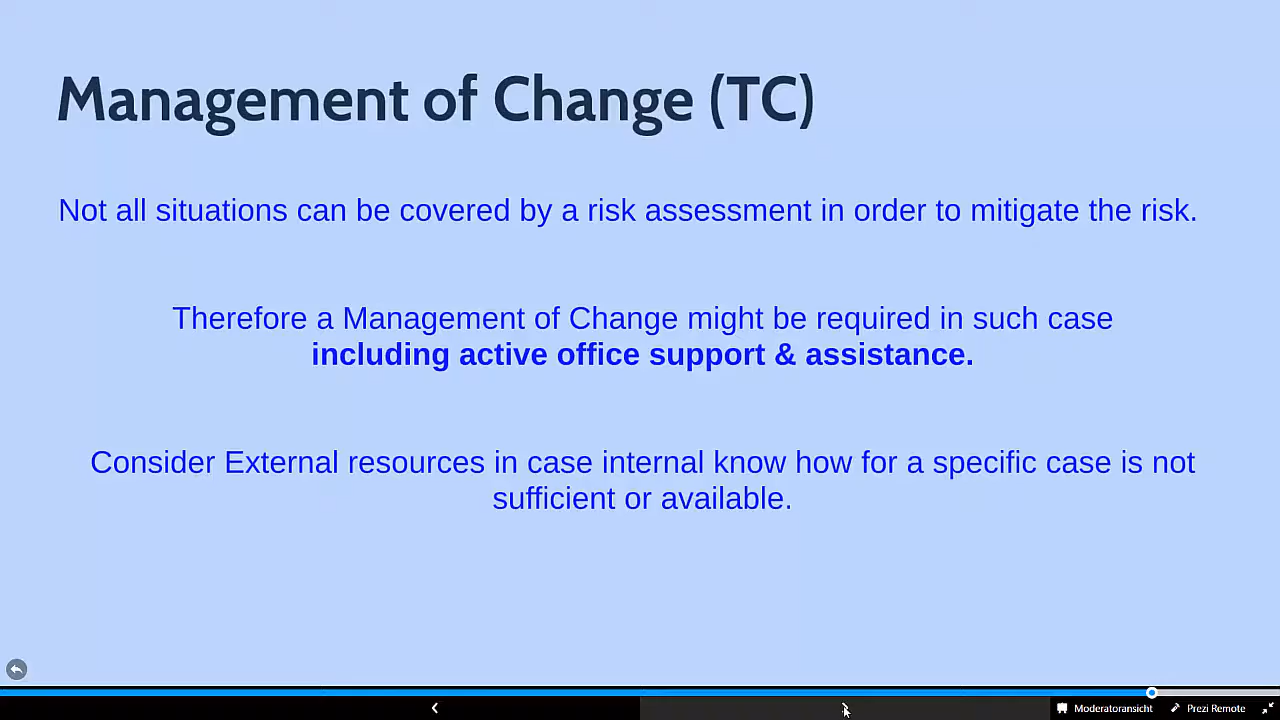 Management of Change (TC)
Not all situations can be covered by a risk assessment in order to mitigate the risk.
Therefore a Management of Change might be required in such case
including active office support & assistance.
Consider External resources in case internal know how for a specific case is not
sufficient or available.
Moderatoransicht
Prezi Remote